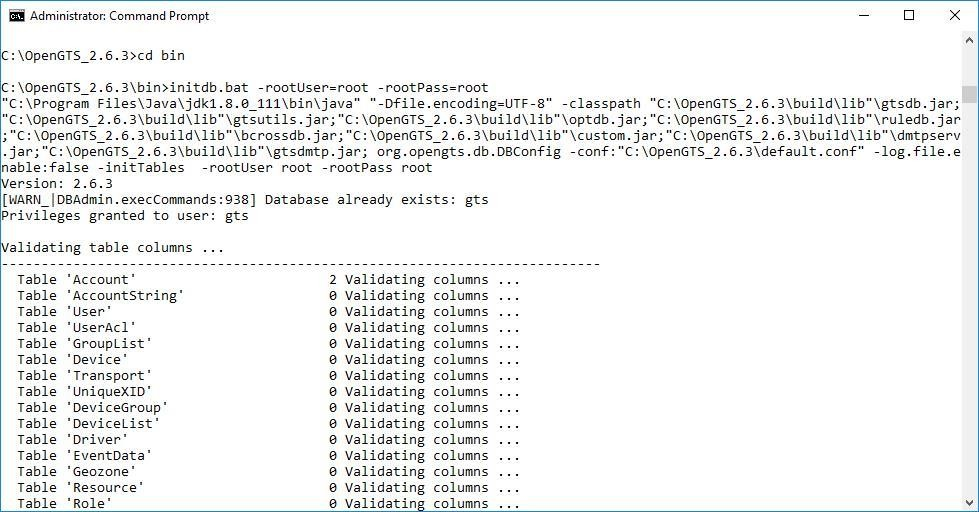 Administrator: Command Prompt
C:\OpenGTS_2.6.3>cd bin
C:\OpenGTS_2.6.3\bin>initdb.bat -rootUser=root -rootPass=root
"C:\Program Files\Java\jdk1.8.0_111\bin\java" "-Dfile.encoding=UTF-8" -classpath "C:\OpenGTS_2.6.3\build\lib"\gtsdb.jar;
"C:\OpenGTS_2.6.3\build\lib"\gtsutils.jar;"C:\OpenGTS_2.6.3\build\lib"\optdb.jar;"C:\OpenGTS_2.6.3\build\lib"\ruledb.jar
;"C:\OpenGTS_2.6.3\build\lib"\bcrossdb.jar;"C:\OpenGTS_2.6.3\build\lib"\custom.jar;"C:\OpenGTS_2.6.3\build\lib"\dmtpserv
.jar;"C:\OpenGTS_2.6.3\build\lib"\gtsdmtp.jar; org.opengts.db.DBConfig -conf:"C:\OpenGTS_2.6.3\default.conf" -log.file.e
nable:false -initTables  -rootUser root -rootPass root
Version: 2.6.3
[WARN_|DBAdmin.execCommands:938] Database already exists: gts
Privileges granted to user: gts
Validating table columns ...
---------------------------------------------------------------------------
  Table 'Account'                        2 Validating columns ...
  Table 'AccountString'                  0 Validating columns ...
  Table 'User'                           0 Validating columns ...
  Table 'UserAcl'                        0 Validating columns ...
  Table 'GroupList'                      0 Validating columns ...
  Table 'Device'                         0 Validating columns ...
  Table 'Transport'                      0 Validating columns ...
  Table 'UniqueXID'                      0 Validating columns ...
  Table 'DeviceGroup'                    0 Validating columns ...
  Table 'DeviceList'                     0 Validating columns ...
  Table 'Driver'                         0 Validating columns ...
  Table 'EventData'                      0 Validating columns ...
  Table 'Geozone'                        0 Validating columns ...
  Table 'Resource'                       0 Validating columns ...
  Table 'Role'                           0 Validating columns ...